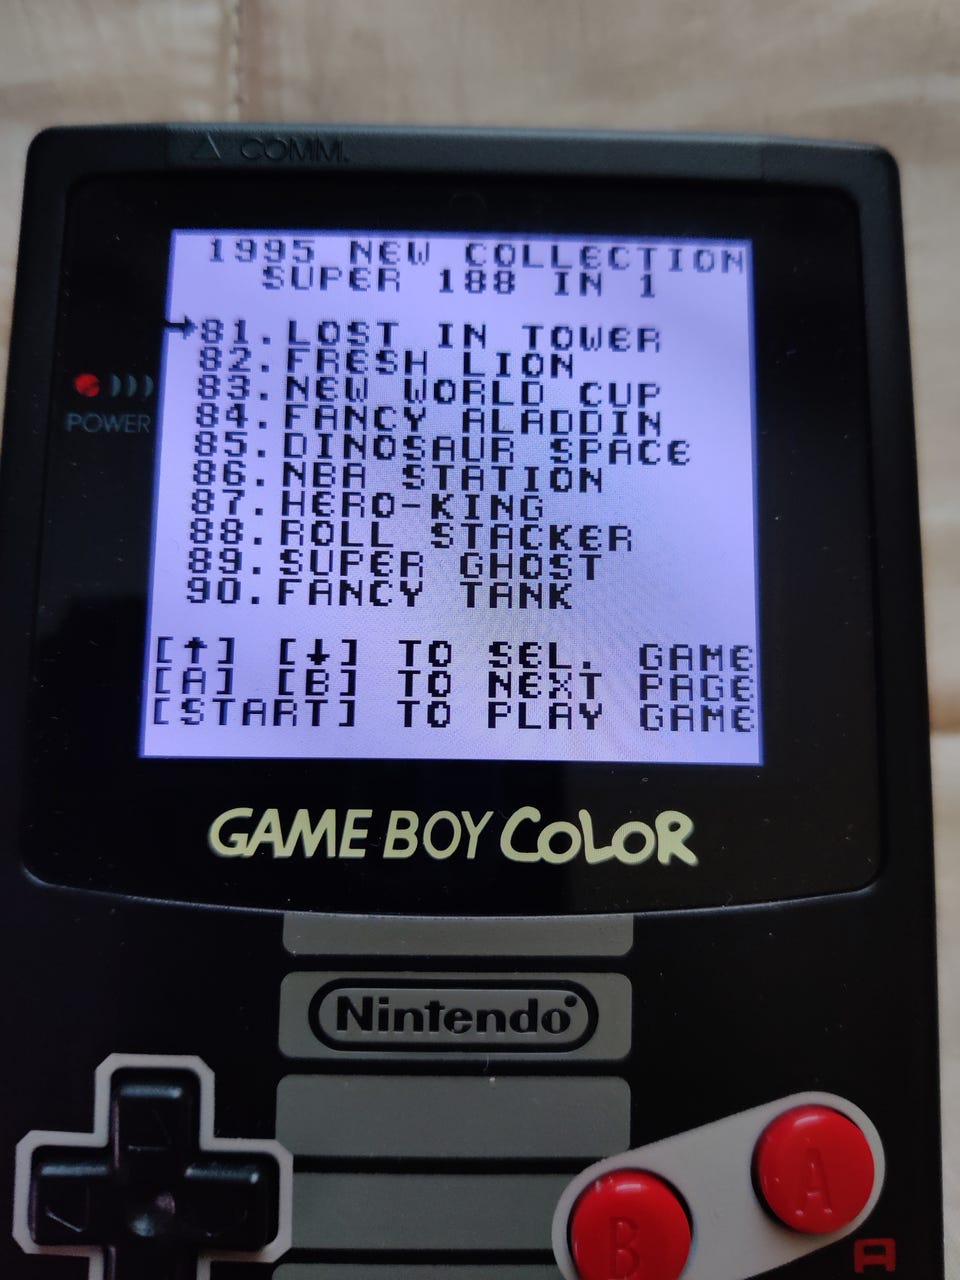 △ COMM.
1995 NEW COLLECTION
SUPER 188 IN 1
→81.LOST IN TOWER
82.FRESH LION
83.NEW WORLD CUP
84.FANCY ALADDIN
85.DINOSAUR SPACE
86.NBA STATION
87.HERO-KING
88.ROLL STACKER
89.SUPER GHOST
90.FANCY TANK
[↑] [↓] TO SEL. GAME
[A] [B] TO NEXT PAGE
[START] TO PLAY GAME
POWER
GAME BOY COLOR
Nintendo
A
B
A